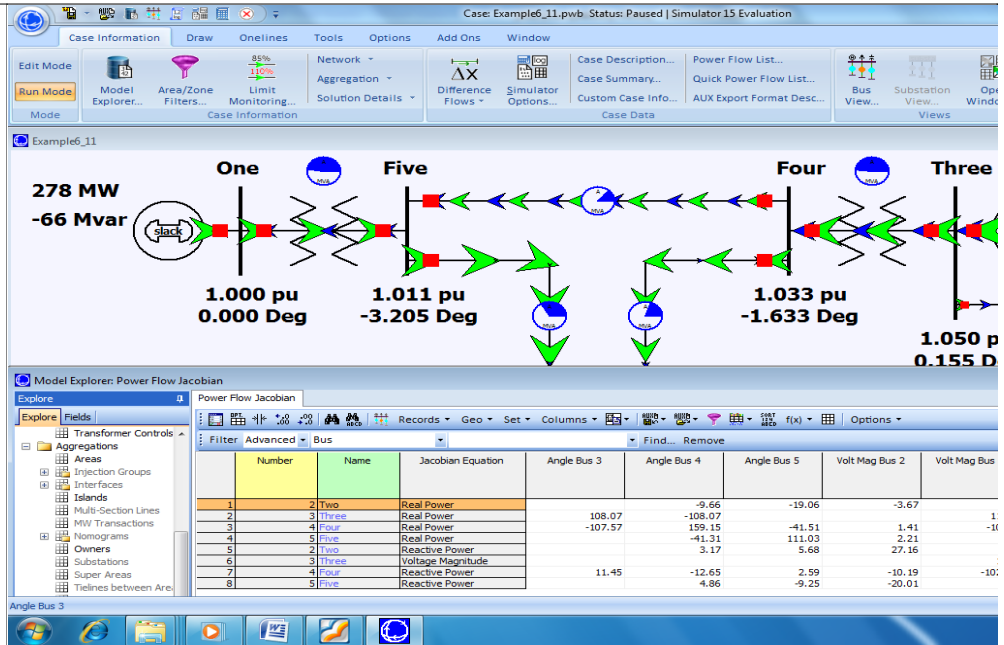 Case: Example6_11.pwb Status: Paused | Simulator 15 Evaluation
Case Information Draw Onelines Tools Options Add Ons Window
Edit Mode
Run Mode
Mode
Model Explorer...
Area/Zone Filters...
85%
110%
Limit Monitoring...
Network
Aggregation
Solution Details
Case Information
ΔX
Difference Flows
Simulator Options...
Case Description...
Case Summary...
Custom Case Info...
Power Flow List...
Quick Power Flow List...
AUX Export Format Desc...
Case Data
Bus View...
Substation View...
Ope
Windo
Views
Example6_11
One Five Four Three
278 MW
-66 Mvar
slack
A
MVA
A
MVA
A
MVA
A
MVA
A
MVA
1.000 pu
0.000 Deg
1.011 pu
-3.205 Deg
1.033 pu
-1.633 Deg
1.050 p
0.155 D
Model Explorer: Power Flow Jacobian
Explore
Explore Fields
Transformer Controls
Aggregations
Areas
Injection Groups
Interfaces
Islands
Multi-Section Lines
MW Transactions
Nomograms
Owners
Substations
Super Areas
Tielines between Are
Power Flow Jacobian
Records Geo Set Columns f(x) Options
Filter Advanced Bus Find... Remove
Number Name Jacobian Equation Angle Bus 3 Angle Bus 4 Angle Bus 5 Volt Mag Bus 2 Volt Mag Bus
1 2 Two Real Power -9.66 -19.06 -3.67
2 3 Three Real Power 108.07 -108.07 1
3 4 Four Real Power -107.57 159.15 -41.51 1.41 -10
4 5 Five Real Power -41.31 111.03 2.21
5 2 Two Reactive Power 3.17 5.68 27.16
6 3 Three Voltage Magnitude
7 4 Four Reactive Power 11.45 -12.65 2.59 -10.19 -102
8 5 Five Reactive Power 4.86 -9.25 -20.01
Angle Bus 3